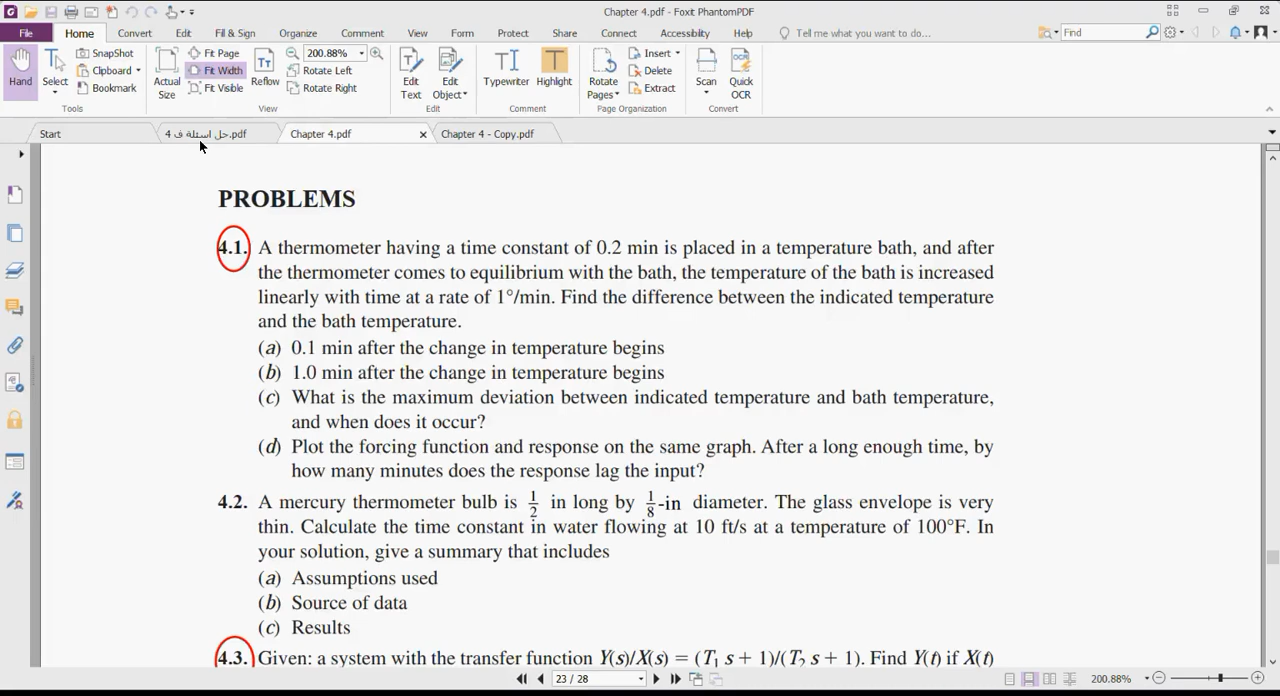 Chapter 4.pdf - Foxit PhantomPDF
File Home Convert Edit Fill & Sign Organize Comment View Form Protect Share Connect Accessibility Help Tell me what you want to do... Find
Hand
Select
SnapShot
Clipboard
Bookmark
Tools
Actual Size
Fit Page
Fit Width
Fit Visible
Reflow
200.88%
Rotate Left
Rotate Right
View
Edit Text
Edit Object
Edit
Typewriter
Highlight
Comment
Rotate Pages
Insert
Delete
Extract
Page Organization
Scan
Quick OCR
Convert
Start
حل اسئلة ف 4.pdf
Chapter 4.pdf
Chapter 4 - Copy.pdf
PROBLEMS
4.1. A thermometer having a time constant of 0.2 min is placed in a temperature bath, and after
the thermometer comes to equilibrium with the bath, the temperature of the bath is increased
linearly with time at a rate of 1°/min. Find the difference between the indicated temperature
and the bath temperature.
(a) 0.1 min after the change in temperature begins
(b) 1.0 min after the change in temperature begins
(c) What is the maximum deviation between indicated temperature and bath temperature,
and when does it occur?
(d) Plot the forcing function and response on the same graph. After a long enough time, by
how many minutes does the response lag the input?
4.2. A mercury thermometer bulb is 1/2 in long by 1/8-in diameter. The glass envelope is very
thin. Calculate the time constant in water flowing at 10 ft/s at a temperature of 100°F. In
your solution, give a summary that includes
(a) Assumptions used
(b) Source of data
(c) Results
4.3. Given: a system with the transfer function Y(s)/X(s) = (T₁ s + 1)/(T₂ s + 1). Find Y(t) if X(t)
23 / 28
200.88%